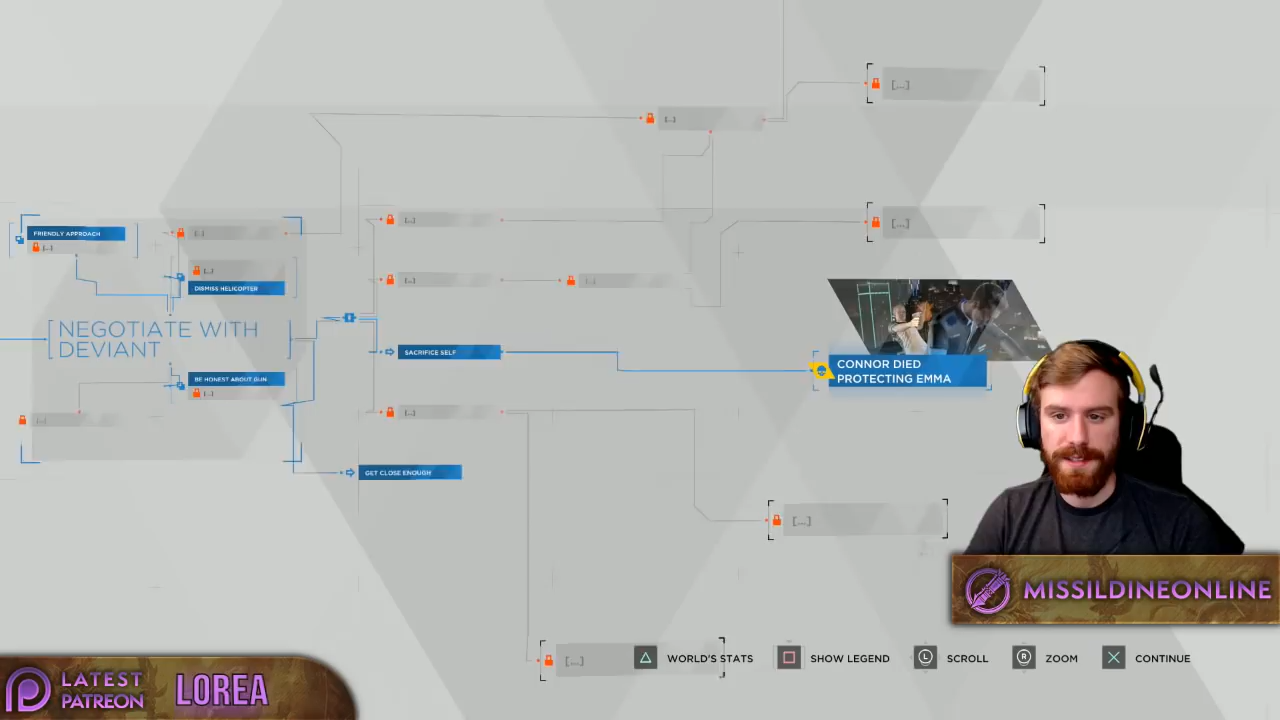 [...]
[...]
[...]
[...]
FRIENDLY APPROACH
[...]
[...]
[...]
[...]
DISMISS HELICOPTER
[...]
[...]
NEGOTIATE WITH
DEVIANT
SACRIFICE SELF
CONNOR DIED
PROTECTING EMMA
BE HONEST ABOUT GUN
[...]
[...]
[...]
GET CLOSE ENOUGH
[...]
MISSILDINEONLINE
[...]
WORLD'S STATS
SHOW LEGEND
L
SCROLL
R
ZOOM
CONTINUE
LATEST
PATREON
LOREA